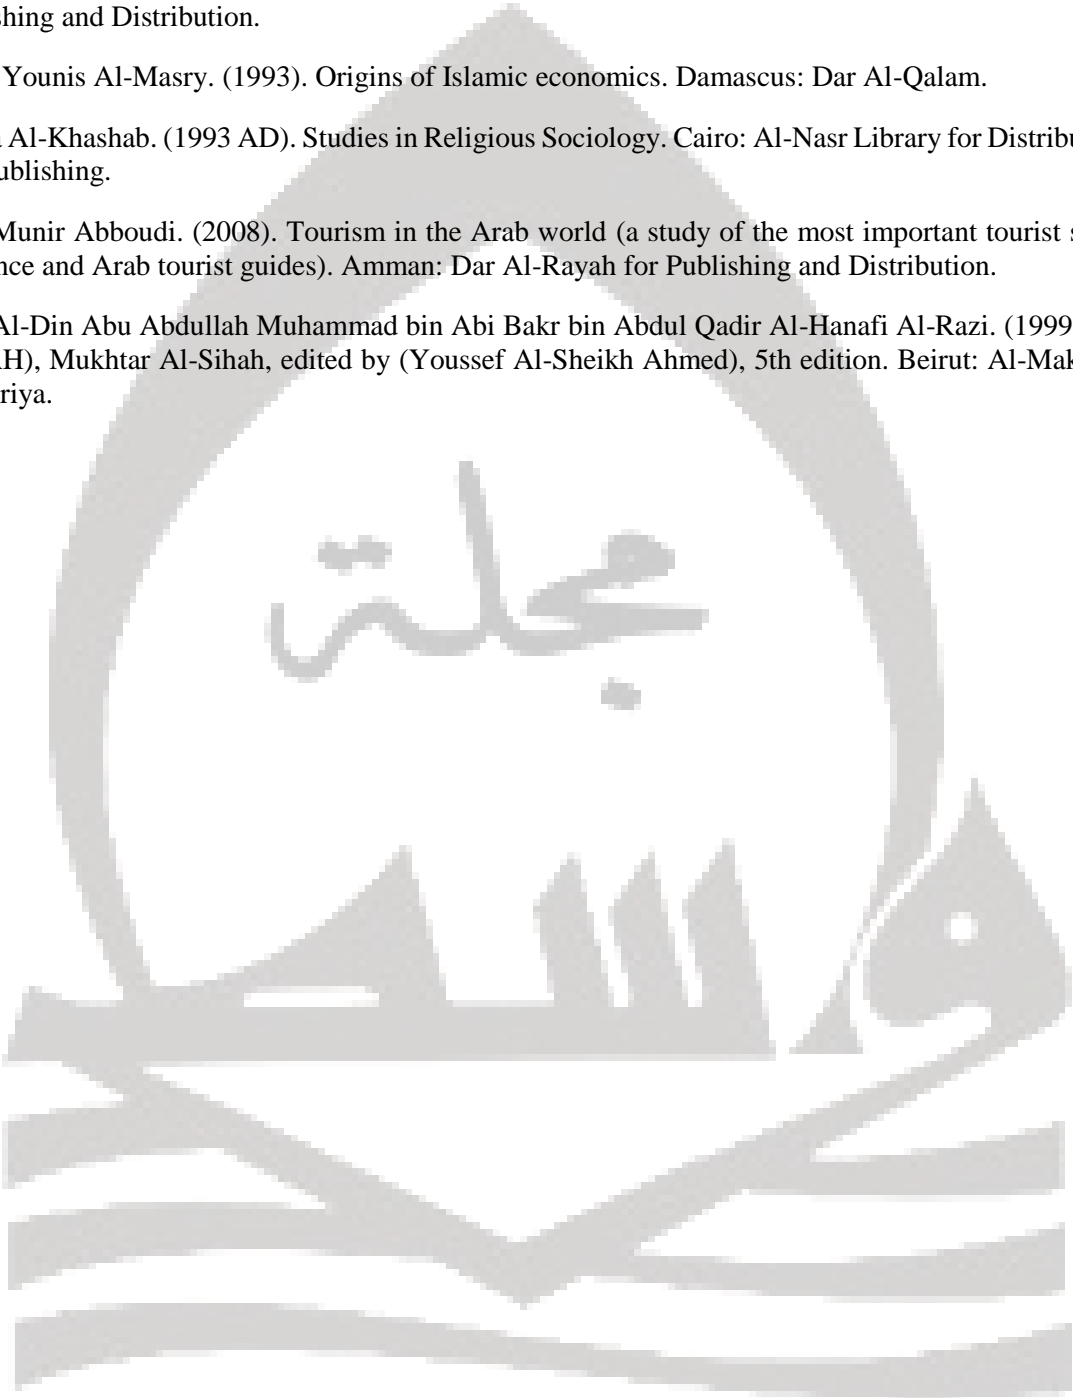 shing and Distribution.
Younis Al-Masry. (1993). Origins of Islamic economics. Damascus: Dar Al-Qalam.
Al-Khashab. (1993 AD). Studies in Religious Sociology. Cairo: Al-Nasr Library for Distribu
ublishing.
Munir Abboudi. (2008). Tourism in the Arab world (a study of the most important tourist s
nce and Arab tourist guides). Amman: Dar Al-Rayah for Publishing and Distribution.
Al-Din Abu Abdullah Muhammad bin Abi Bakr bin Abdul Qadir Al-Hanafi Al-Razi. (1999
AH), Mukhtar Al-Sihah, edited by (Youssef Al-Sheikh Ahmed), 5th edition. Beirut: Al-Mak
riya.
مجلة